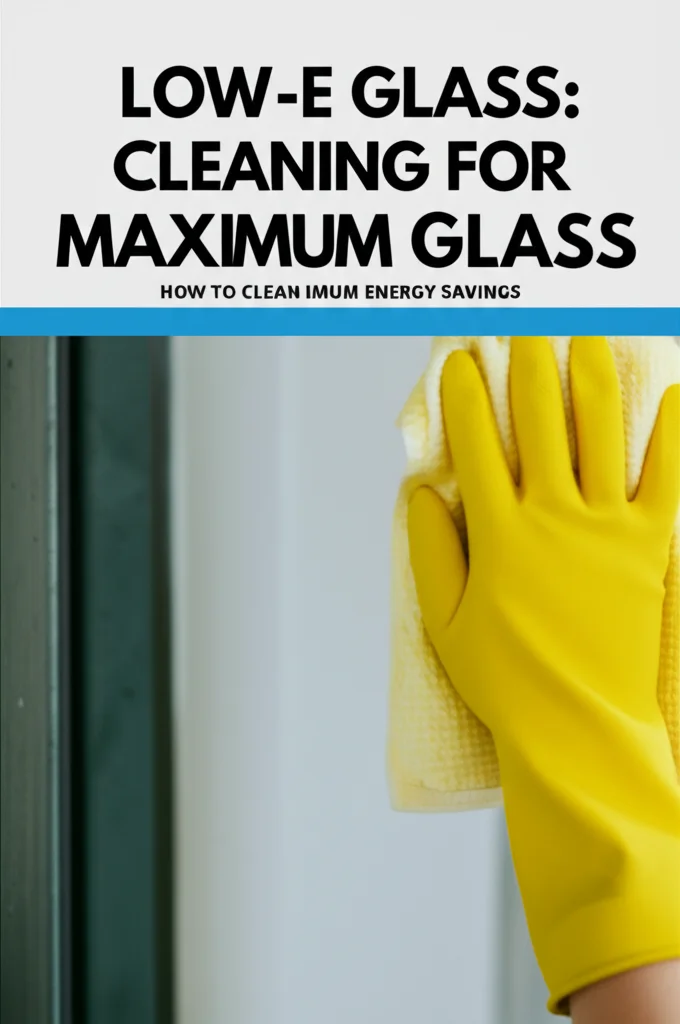 LOW-E GLASS:
CLEANING FOR
MAXIMUM GLASS
HOW TO CLEAN IMUM ENERGY SAVINGS